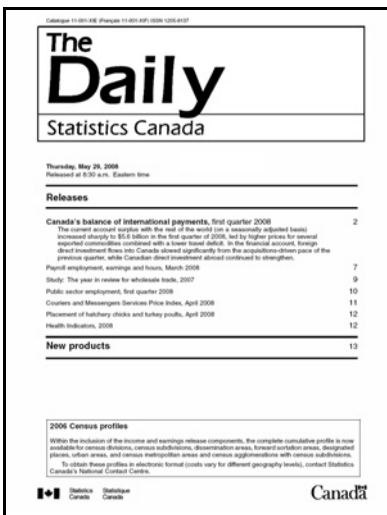 Catalogue 11-001-XIE (Français 11-001-XIF) ISSN 1205-9137
The
Daily
Statistics Canada
Thursday, May 29, 2008
Released at 8:30 a.m. Eastern time
Releases
Canada's balance of international payments, first quarter 2008 2
The current account surplus with the rest of the world (on a seasonally adjusted basis)
increased sharply to $5.6 billion in the first quarter of 2008, led by higher prices for several
exported commodities combined with a lower travel deficit. In the financial account, foreign
direct investment flows into Canada slowed significantly from the acquisitions-driven pace of the
previous quarter, while Canadian direct investment abroad continued to strengthen.
Payroll employment, earnings and hours, March 2008 7
Study: The year in review for wholesale trade, 2007 9
Public sector employment, first quarter 2008 10
Couriers and Messengers Services Price Index, April 2008 11
Placement of hatchery chicks and turkey poults, April 2008 12
Health Indicators, 2008 12
New products 13
2006 Census profiles
Within the inclusion of the income and earnings release components, the complete cumulative profile is now
available for census divisions, census subdivisions, dissemination areas, forward sortation areas, designated
places, urban areas, and census metropolitan areas and census agglomerations with census subdivisions.
To obtain these profiles in electronic format (costs vary for different geography levels), contact Statistics
Canada's National Contact Centre.
Statistics Statistique
Canada Canada
Canada